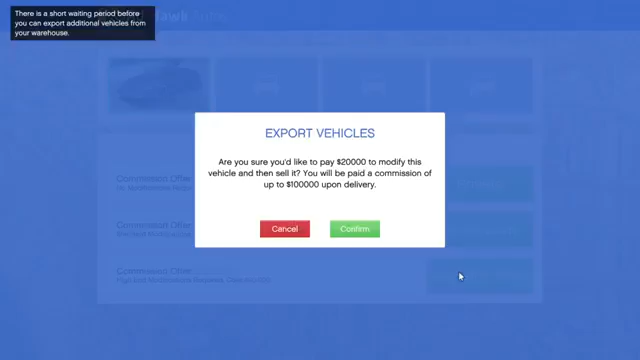 There is a short waiting period before
you can export additional vehicles from
your warehouse.
EXPORT VEHICLES
Are you sure you'd like to pay $20000 to modify this
vehicle and then sell it? You will be paid a commission of
up to $100000 upon delivery.
Cancel
Confirm
Commission Offer
Commission Offer
Commission Offer